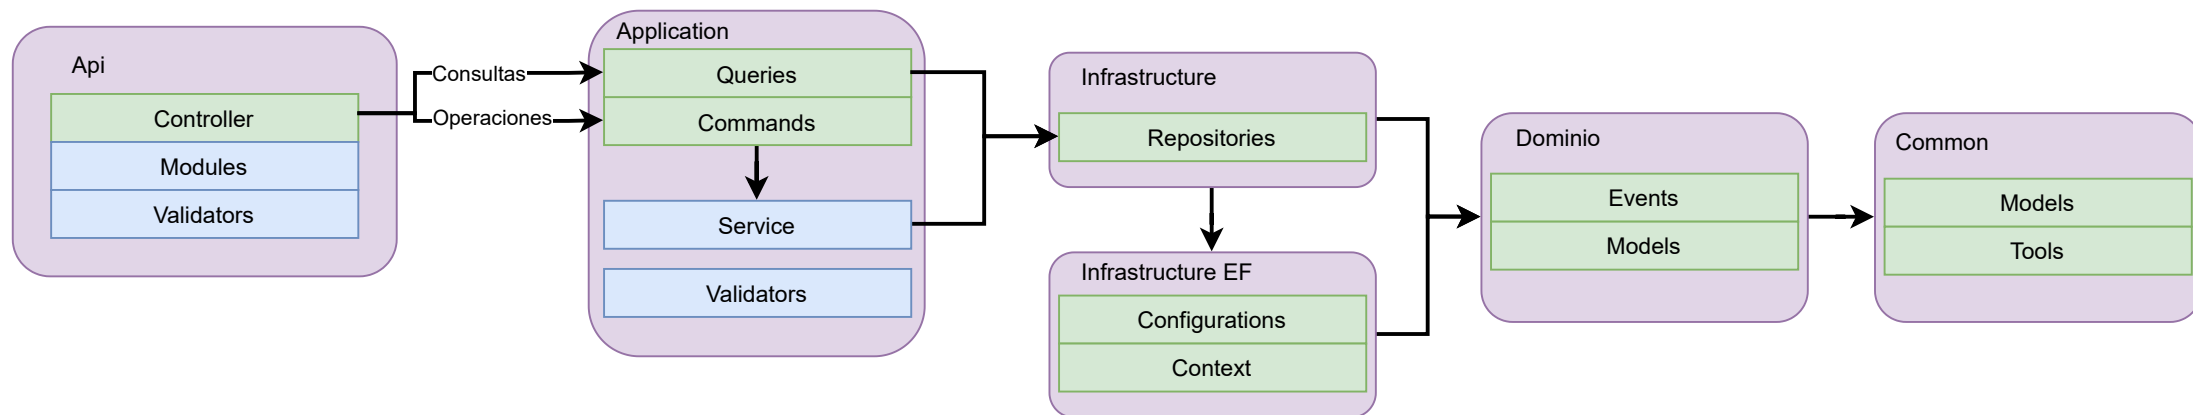 Api
Controller
Modules
Validators
Consultas
Operaciones
Application
Queries
Commands
Service
Validators
Infrastructure
Repositories
Infrastructure EF
Configurations
Context
Dominio
Events
Models
Common
Models
Tools